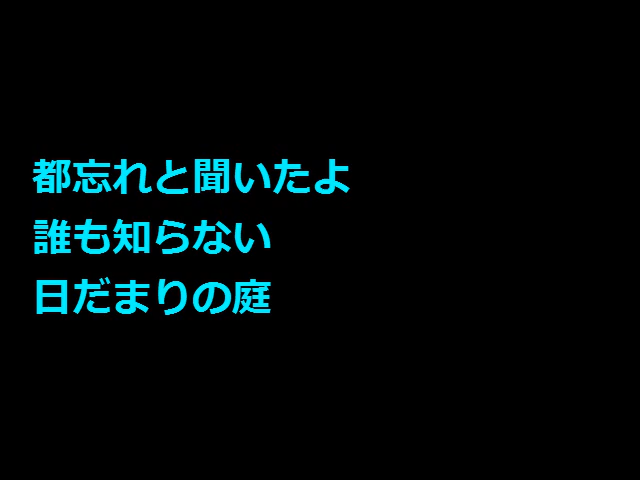 都忘れと聞いたよ
誰も知らない
日だまりの庭